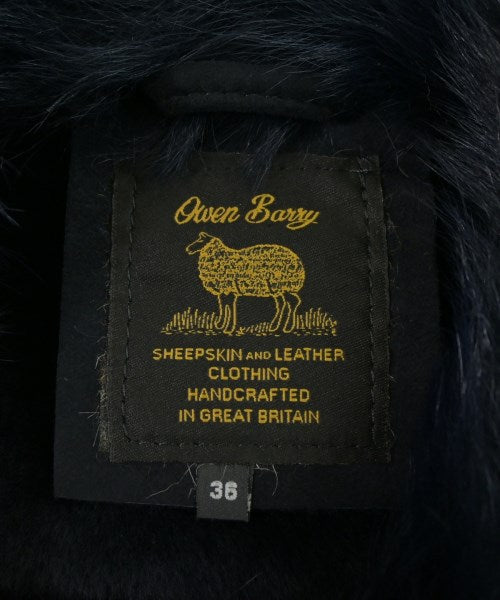 Owen Barry
SHEEPSKIN AND LEATHER
CLOTHING
HANDCRAFTED
IN GREAT BRITAIN
36